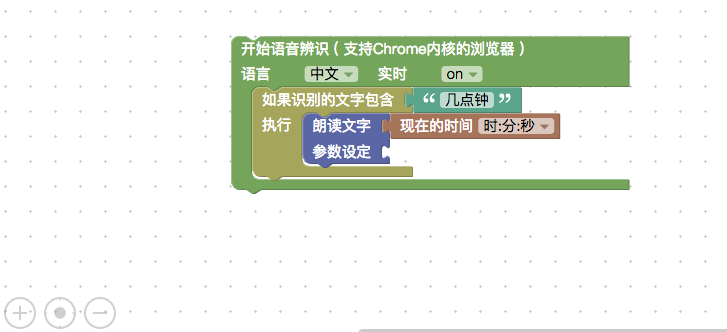 开始语音辨识（支持Chrome内核的浏览器）
语言 中文 实时 on
如果识别的文字包含 “ 几点钟 ”
执行 朗读文字 现在的时间 时:分:秒
参数设定